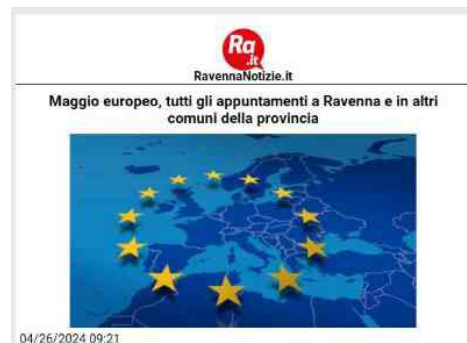 Ra
.it
RavennaNotizie.it
Maggio europeo, tutti gli appuntamenti a Ravenna e in altri
comuni della provincia
04/26/2024 09:21